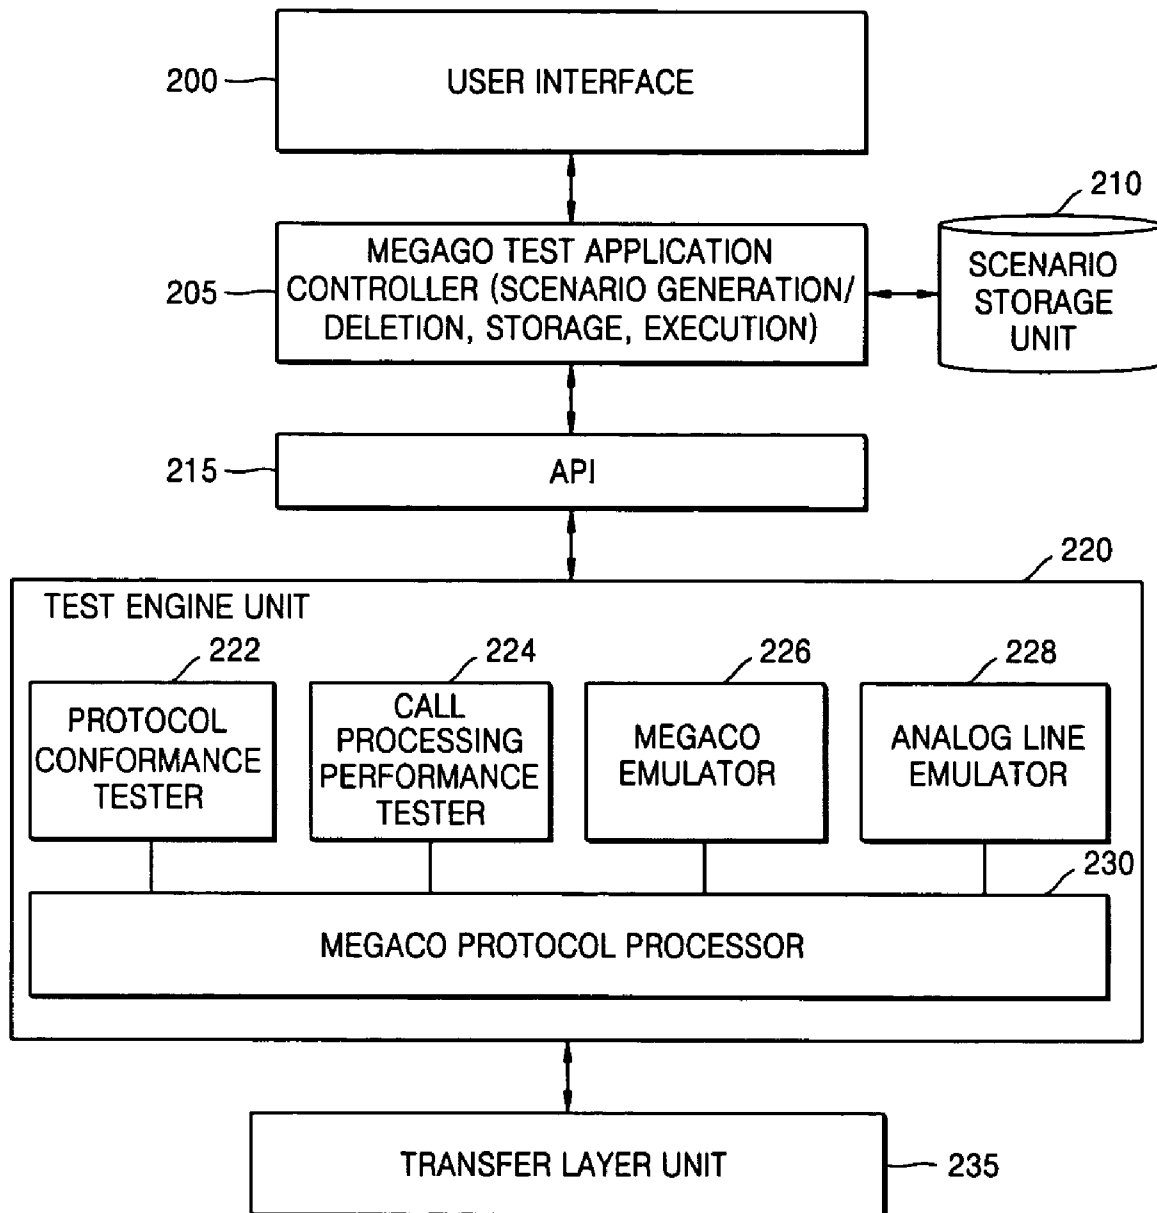 200
USER INTERFACE
210
205
MEGAGO TEST APPLICATION
CONTROLLER (SCENARIO GENERATION/
DELETION, STORAGE, EXECUTION)
SCENARIO
STORAGE
UNIT
215
API
220
TEST ENGINE UNIT
222
224
226
228
PROTOCOL
CONFORMANCE
TESTER
CALL
PROCESSING
PERFORMANCE
TESTER
MEGACO
EMULATOR
ANALOG LINE
EMULATOR
230
MEGACO PROTOCOL PROCESSOR
TRANSFER LAYER UNIT
235